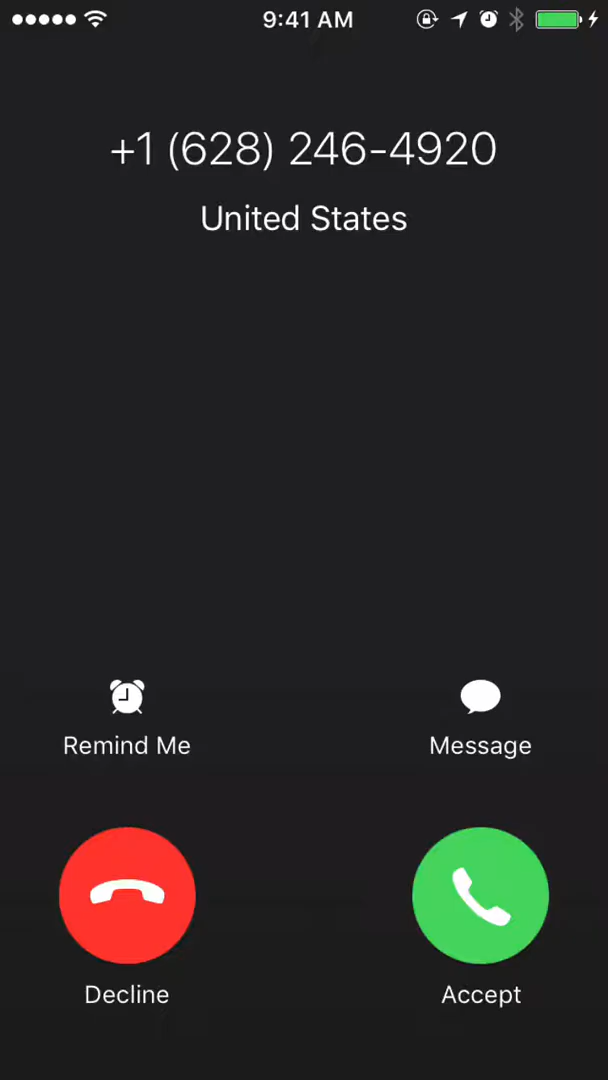 9:41 AM
+1 (628) 246-4920
United States
Remind Me
Message
Decline
Accept